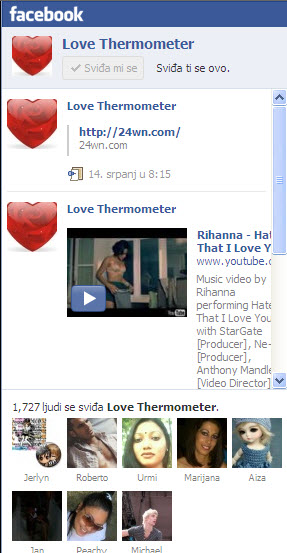 facebook
Love Thermometer
Sviđa mi se
Sviđa ti se ovo.
Love Thermometer
http://24wn.com/
24wn.com
14. srpanj u 8:15
Love Thermometer
Rihanna - Hat
That I Love Y
www.youtube.c
Music video by
Rihanna
performing Hate
That I Love You
with StarGate
[Producer], Ne-
[Producer],
Anthony Mandle
[Video Director]
1,727 ljudi se sviđa Love Thermometer.
Jerlyn
Roberto
Urmi
Marijana
Aiza
Jan
Peachy
Michael